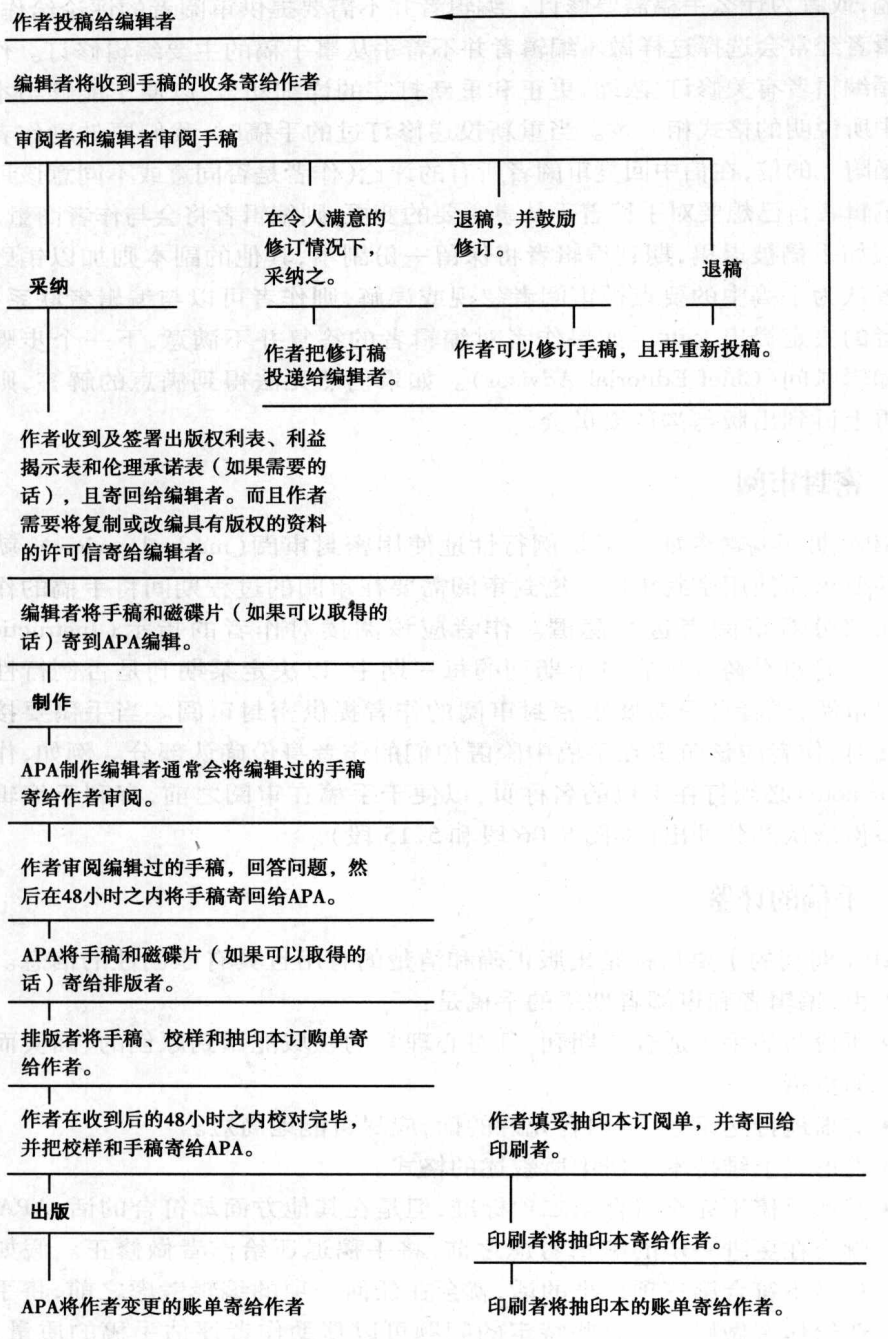 作者投稿给编辑者
编辑者将收到手稿的收条寄给作者
审阅者和编辑者审阅手稿
采纳
在令人满意的
修订情况下，
采纳之。
退稿，并鼓励
修订。
退稿
作者把修订稿
投递给编辑者。
作者可以修订手稿，且再重新投稿。
作者收到及签署出版权利表、利益
揭示表和伦理承诺表（如果需要的
话），且寄回给编辑者。而且作者
需要将复制或改编具有版权的资料
的许可信寄给编辑者。
编辑者将手稿和磁碟片（如果可以取得的
话）寄到APA编辑。
制作
APA制作编辑者通常会将编辑过的手稿
寄给作者审阅。
作者审阅编辑过的手稿，回答问题，然
后在48小时之内将手稿寄回给APA。
APA将手稿和磁碟片（如果可以取得的
话）寄给排版者。
排版者将手稿、校样和抽印本订购单寄
给作者。
作者在收到后的48小时之内校对完毕，
并把校样和手稿寄给APA。
作者填妥抽印本订阅单，并寄回给
印刷者。
出版
印刷者将抽印本寄给作者.
APA将作者变更的账单寄给作者
印刷者将抽印本的账单寄给作者。